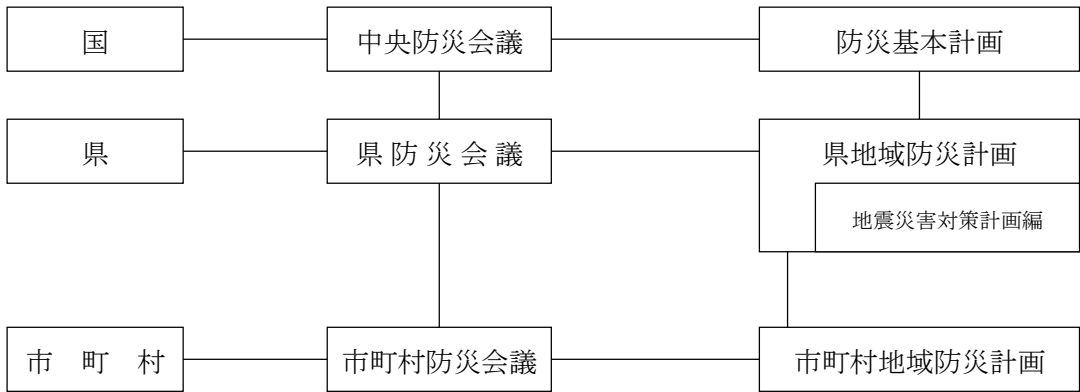 国
中央防災会議
防災基本計画
県
県防災会議
県地域防災計画
地震災害対策計画編
市町村
市町村防災会議
市町村地域防災計画